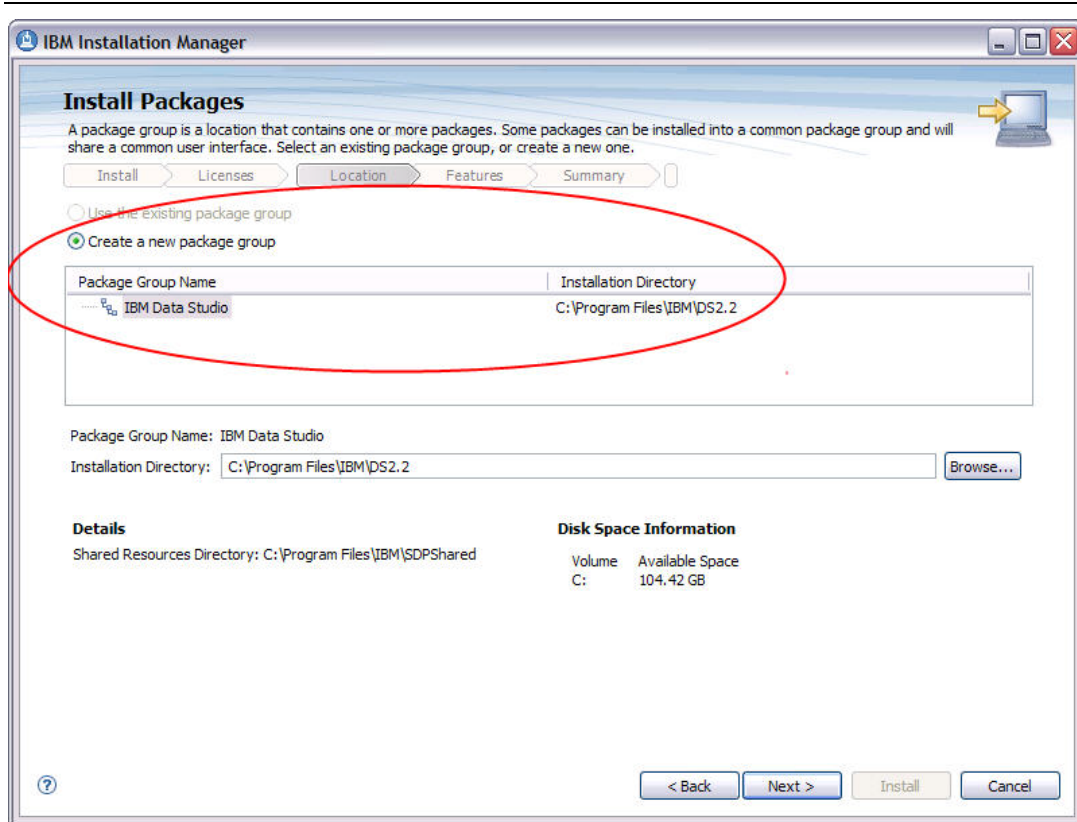 IBM Installation Manager
Install Packages
A package group is a location that contains one or more packages. Some packages can be installed into a common package group and will
share a common user interface. Select an existing package group, or create a new one.
Install Licenses Location Features Summary
Use the existing package group
Create a new package group
Package Group Name Installation Directory
IBM Data Studio C:\Program Files\IBM\DS2.2
Package Group Name: IBM Data Studio
Installation Directory: C:\Program Files\IBM\DS2.2 Browse...
Details Disk Space Information
Shared Resources Directory: C:\Program Files\IBM\SDPShared
Volume Available Space
C: 104.42 GB
? < Back Next > Install Cancel